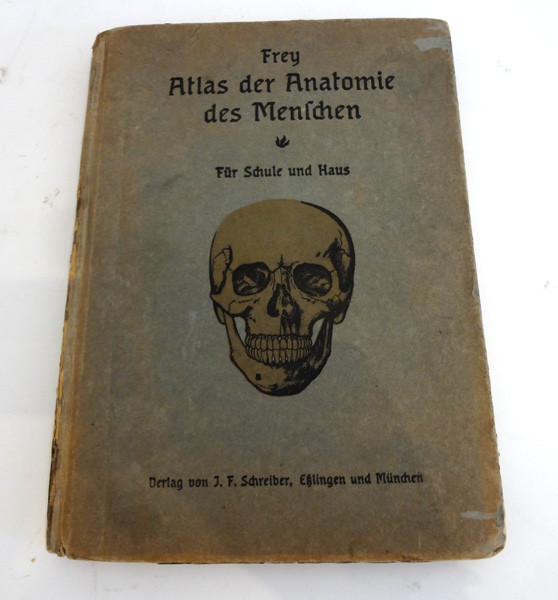 Frey
Atlas der Anatomie
des Menſchen
Für Schule und Haus
Verlag von J. F. Schreiber, Eßlingen und München